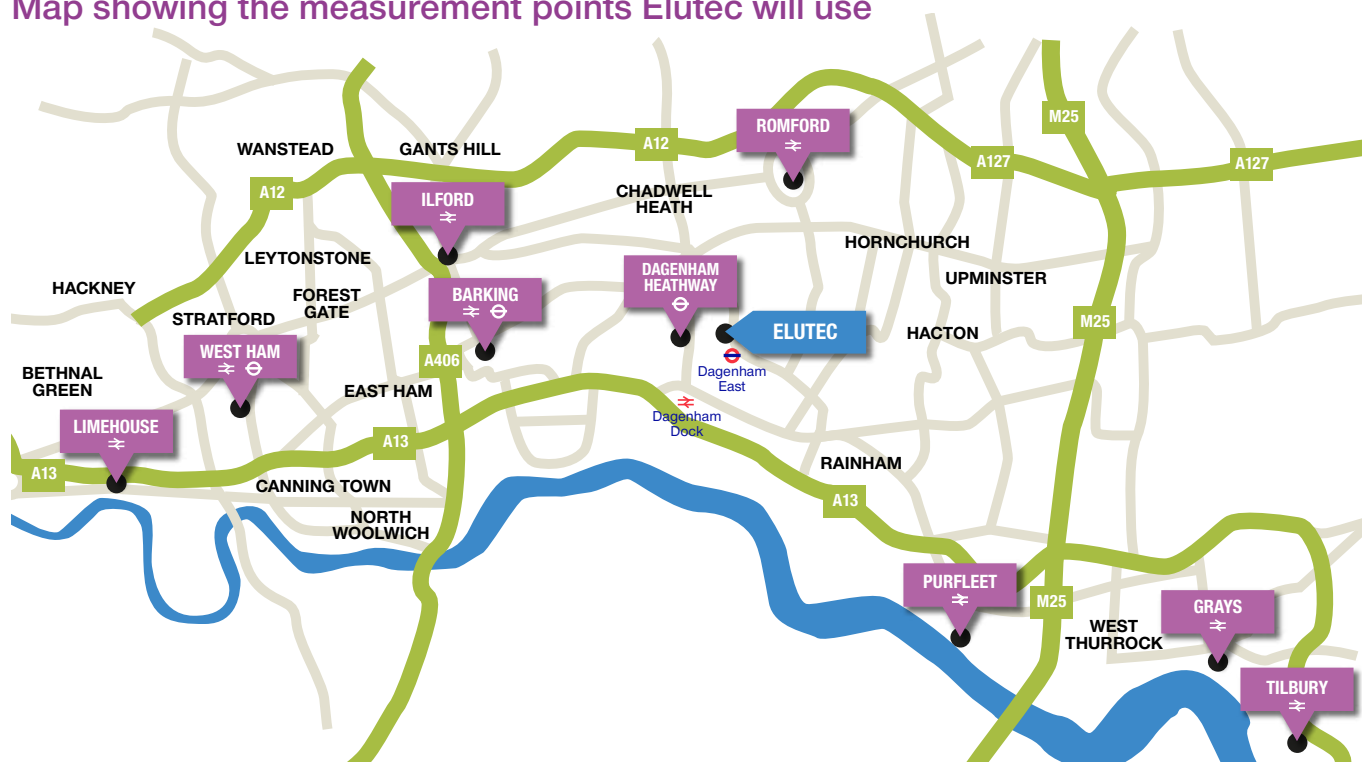 Map showing the measurement points Elutec will use
M25
ROMFORD
A12
WANSTEAD
GANTS HILL
A127
A127
A12
ILFORD
CHADWELL
HEATH
HORNCHURCH
LEYTONSTONE
UPMINSTER
DAGENHAM
HEATHWAY
HACKNEY
FOREST
GATE
BARKING
STRATFORD
M25
ELUTEC
HACTON
WEST HAM
A406
Dagenham
East
BETHNAL
GREEN
EAST HAM
Dagenham
Dock
LIMEHOUSE
A13
RAINHAM
A13
CANNING TOWN
A13
NORTH
WOOLWICH
PURFLEET
M25
GRAYS
WEST
THURROCK
TILBURY